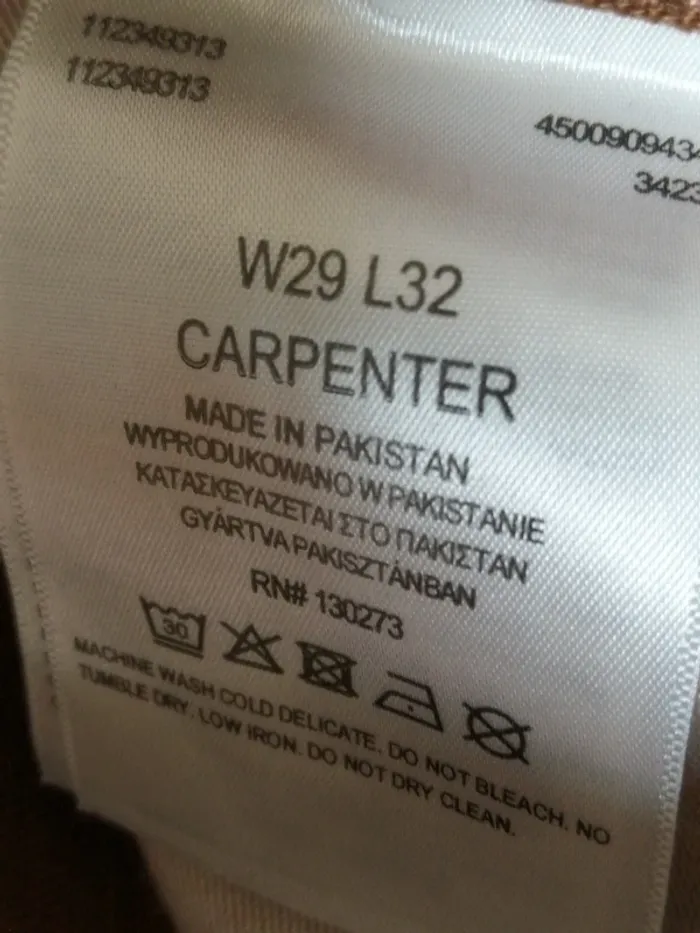 112349313
112349313
4500909434
3423
W29 L32
CARPENTER
MADE IN PAKISTAN
WYPRODUKOWANO W PAKISTANIE
ΚΑΤΑΣΚΕΥΑΖΕΤΑΙ ΣΤΟ ΠΑΚΙΣΤΑΝ
GYÁRTVA PAKISZTÁNBAN
RN# 130273
30
MACHINE WASH COLD DELICATE. DO NOT BLEACH. NO
TUMBLE DRY. LOW IRON. DO NOT DRY CLEAN.